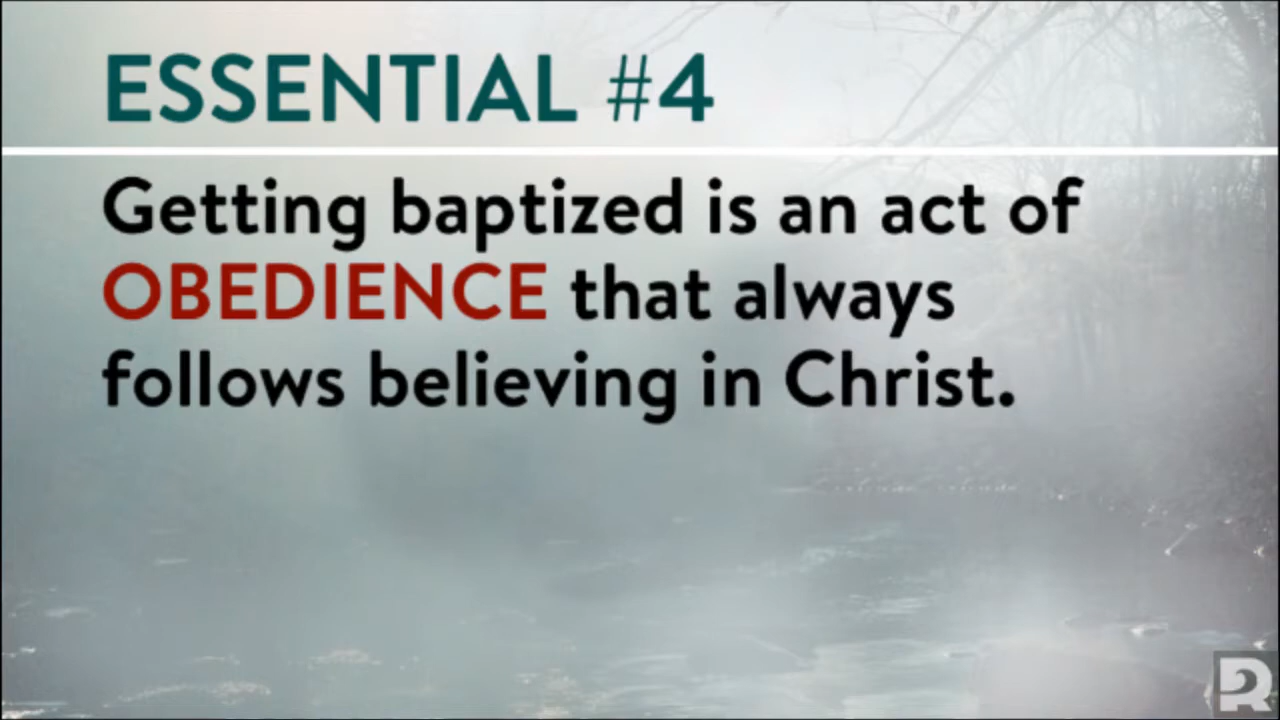 ESSENTIAL #4
Getting baptized is an act of
OBEDIENCE that always
follows believing in Christ.